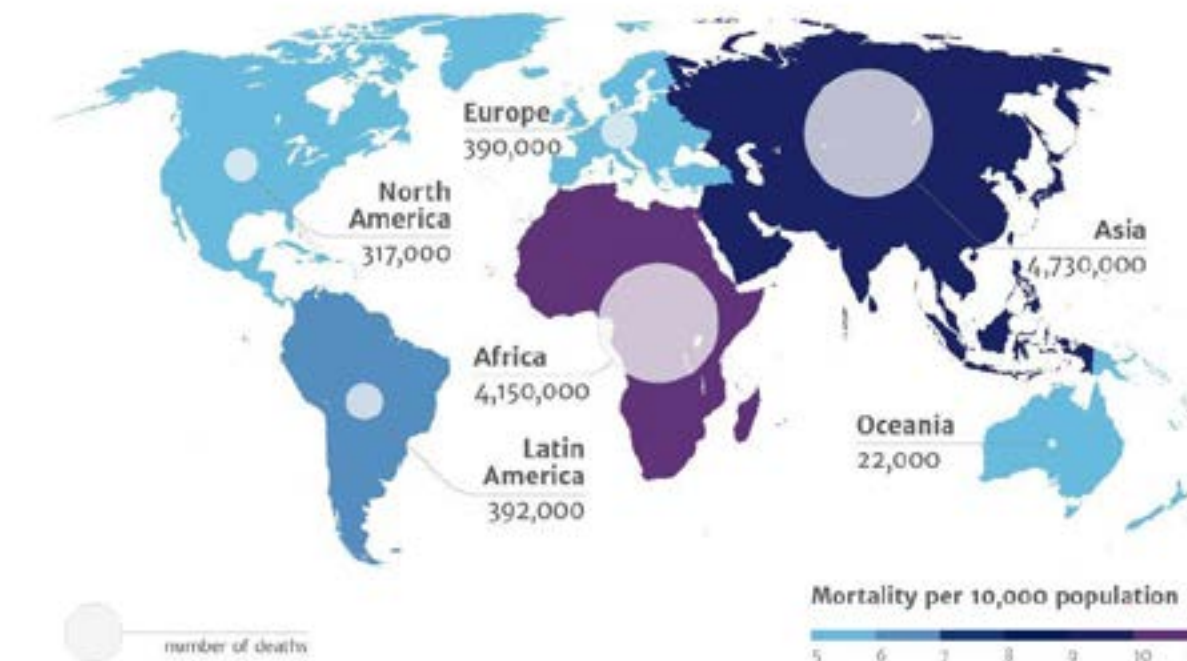 Europe
390,000
North
America
317,000
Asia
4,730,000
Africa
4,150,000
Oceania
22,000
Latin
America
392,000
number of deaths
Mortality per 10,000 population
5 6 7 8 9 10